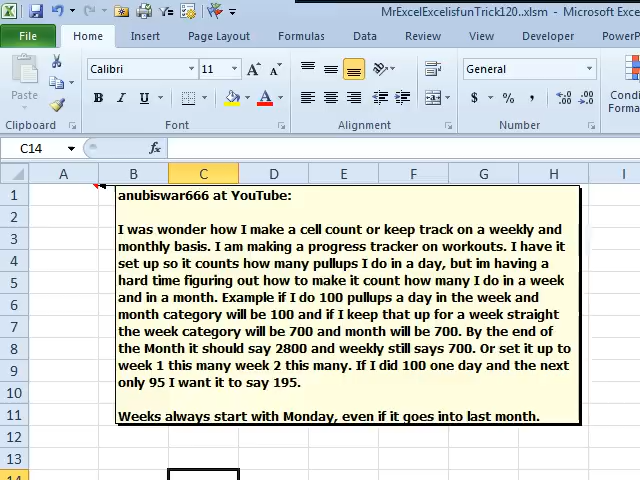 MrExcelExcelisfunTrick120..xlsm - Microsoft Exce
File Home Insert Page Layout Formulas Data Review View Developer PowerP
Paste Calibri 11 A A General
B I U A $ % , .00 .0 Condi
Forma
Clipboard Font Alignment Number
C14 fx
A B C D E F G H I
1 anubiswar666 at YouTube:
2
3 I was wonder how I make a cell count or keep track on a weekly and
monthly basis. I am making a progress tracker on workouts. I have it
4 set up so it counts how many pullups I do in a day, but im having a
5 hard time figuring out how to make it count how many I do in a week
and in a month. Example if I do 100 pullups a day in the week and
6 month category will be 100 and if I keep that up for a week straight
7 the week category will be 700 and month will be 700. By the end of
8 the Month it should say 2800 and weekly still says 700. Or set it up to
9 week 1 this many week 2 this many. If I did 100 one day and the next
10 only 95 I want it to say 195.
11 Weeks always start with Monday, even if it goes into last month.
12
13
14